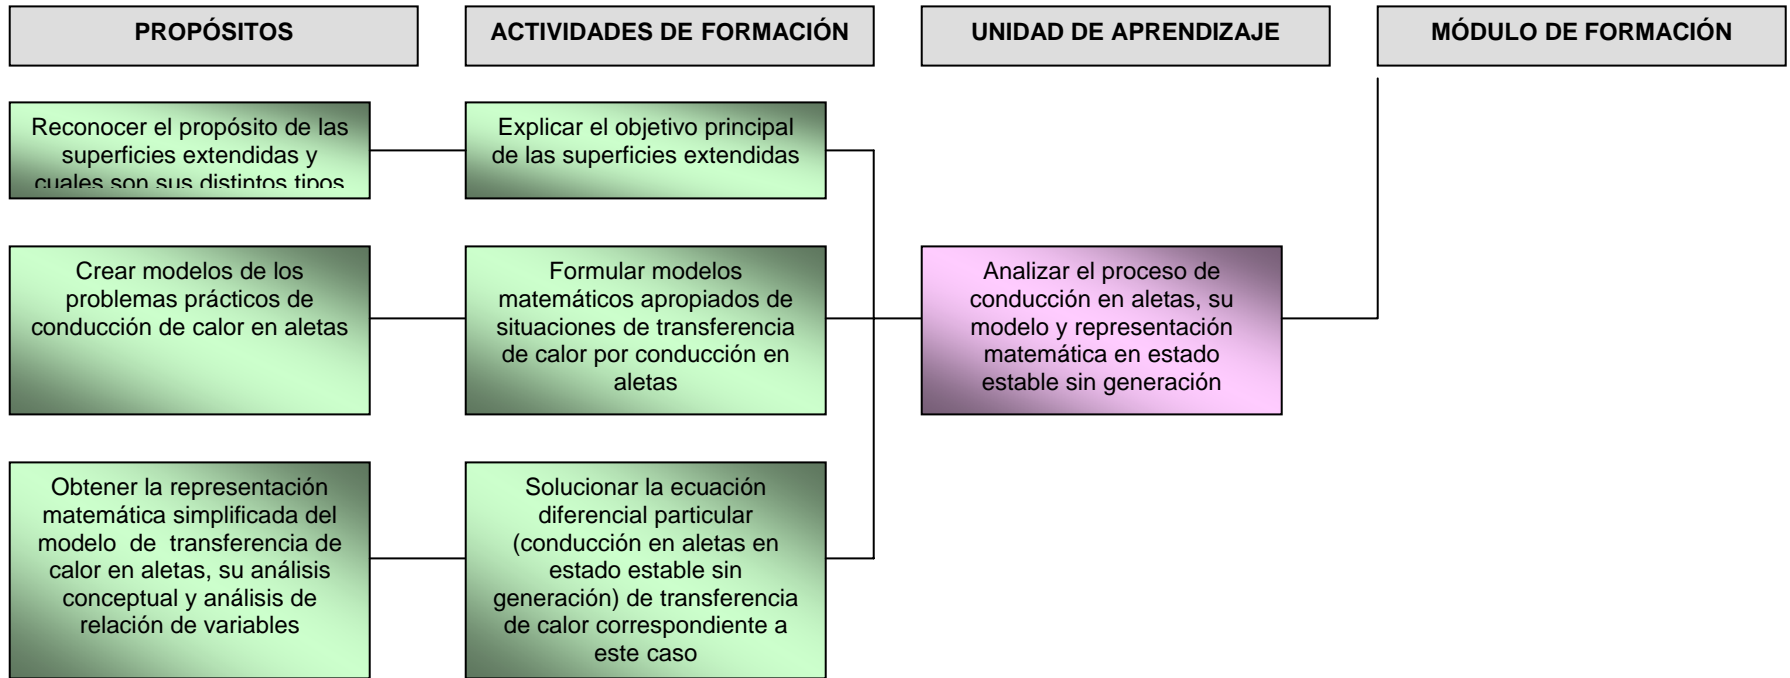 PROPÓSITOS
ACTIVIDADES DE FORMACIÓN
UNIDAD DE APRENDIZAJE
MÓDULO DE FORMACIÓN
Reconocer el propósito de las
superficies extendidas y
cuales son sus distintos tipos
Explicar el objetivo principal
de las superficies extendidas
Crear modelos de los
problemas prácticos de
conducción de calor en aletas
Formular modelos
matemáticos apropiados de
situaciones de transferencia
de calor por conducción en
aletas
Analizar el proceso de
conducción en aletas, su
modelo y representación
matemática en estado
estable sin generación
Obtener la representación
matemática simplificada del
modelo de transferencia de
calor en aletas, su análisis
conceptual y análisis de
relación de variables
Solucionar la ecuación
diferencial particular
(conducción en aletas en
estado estable sin
generación) de transferencia
de calor correspondiente a
este caso